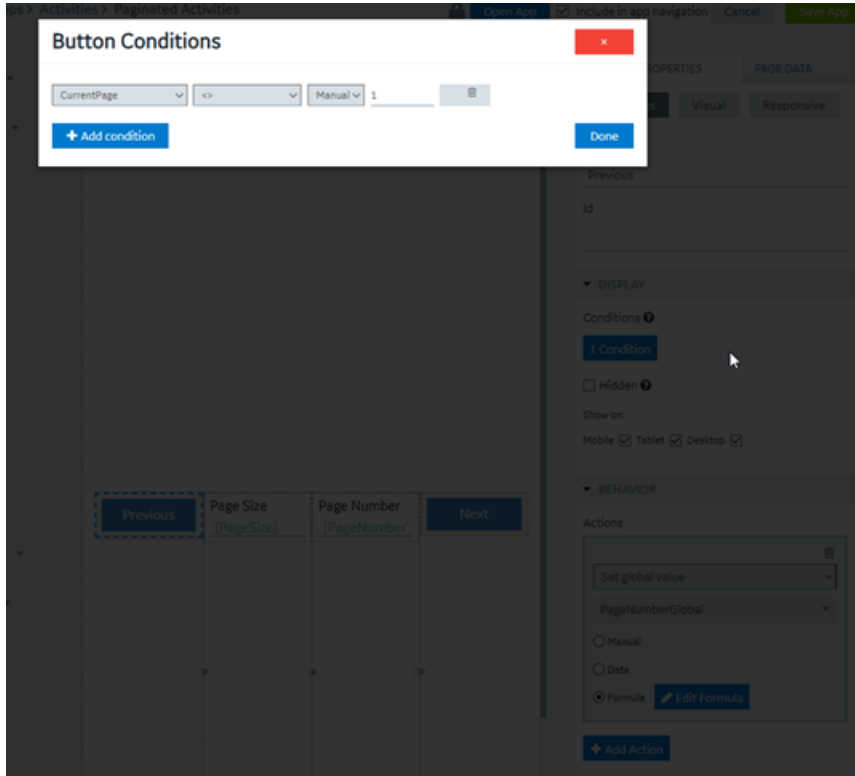 ps > Activities > Paginated Activities
Open App
Include in app navigation
Cancel
Save App
Button Conditions
×
CurrentPage
<>
Manual
1
+ Add condition
Done
OPERTIES
PAGE DATA
Visual
Responsive
Previous
Id
DISPLAY
Conditions ?
1 Condition
Hidden ?
Show on:
Mobile Tablet Desktop
Previous
Page Size
{PageSize}
Page Number
{PageNumber
Next
BEHAVIOR
Actions
Set global value
PageNumberGlobal
Manual
Data
Formula
Edit Formula
+ Add Action